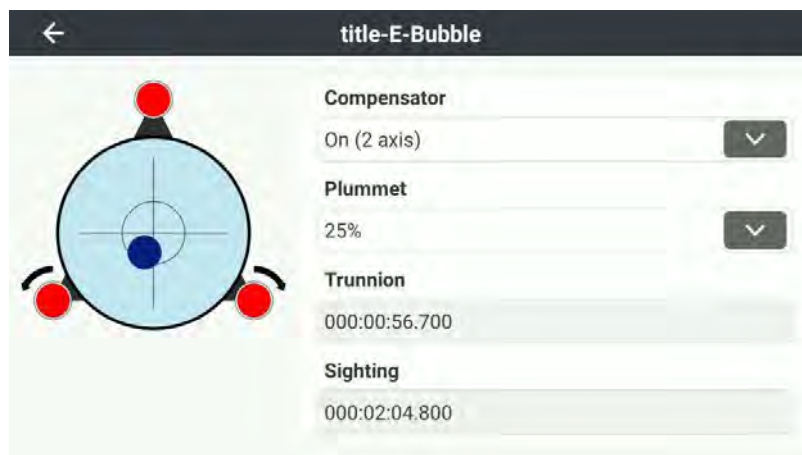 title-E-Bubble
Compensator
On (2 axis)
Plummet
25%
Trunnion
000:00:56.700
Sighting
000:02:04.800